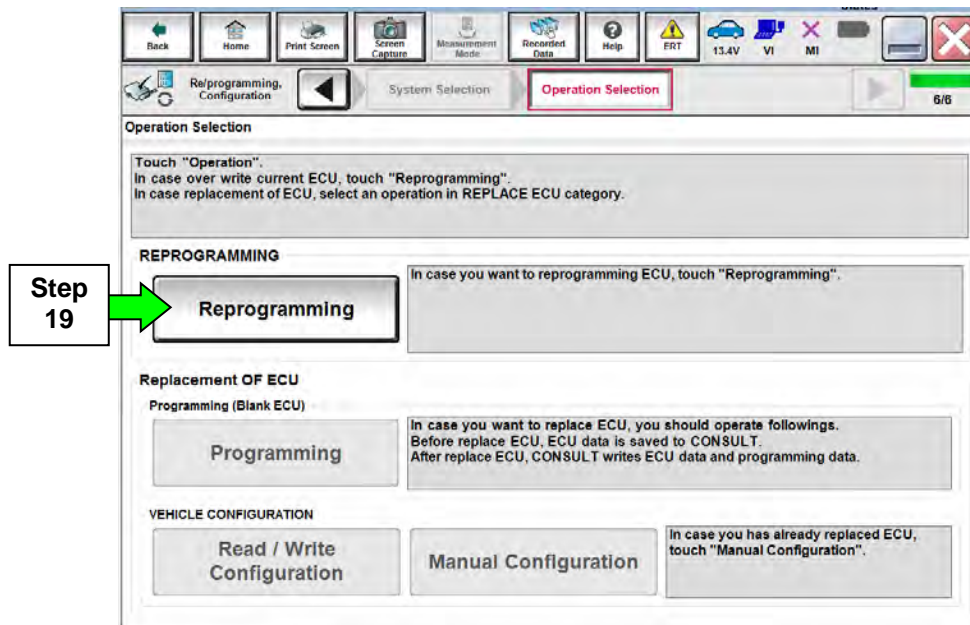 Back
Home
Print Screen
Screen
Capture
Measurement
Mode
Recorded
Data
Help
ERT
13.4V
VI
MI
Re/programming,
Configuration
System Selection
Operation Selection
6/6
Operation Selection
Touch "Operation".
In case over write current ECU, touch "Reprogramming".
In case replacement of ECU, select an operation in REPLACE ECU category.
REPROGRAMMING
Step
19
Reprogramming
In case you want to reprogramming ECU, touch "Reprogramming".
Replacement OF ECU
Programming (Blank ECU)
Programming
In case you want to replace ECU, you should operate followings.
Before replace ECU, ECU data is saved to CONSULT.
After replace ECU, CONSULT writes ECU data and programming data.
VEHICLE CONFIGURATION
Read / Write
Configuration
Manual Configuration
In case you has already replaced ECU,
touch "Manual Configuration".